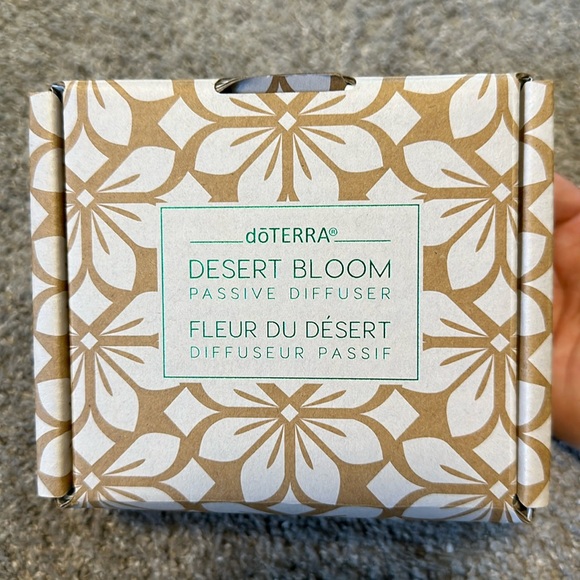 dōTERRA®
DESERT BLOOM
PASSIVE DIFFUSER
FLEUR DU DÉSERT
DIFFUSEUR PASSIF